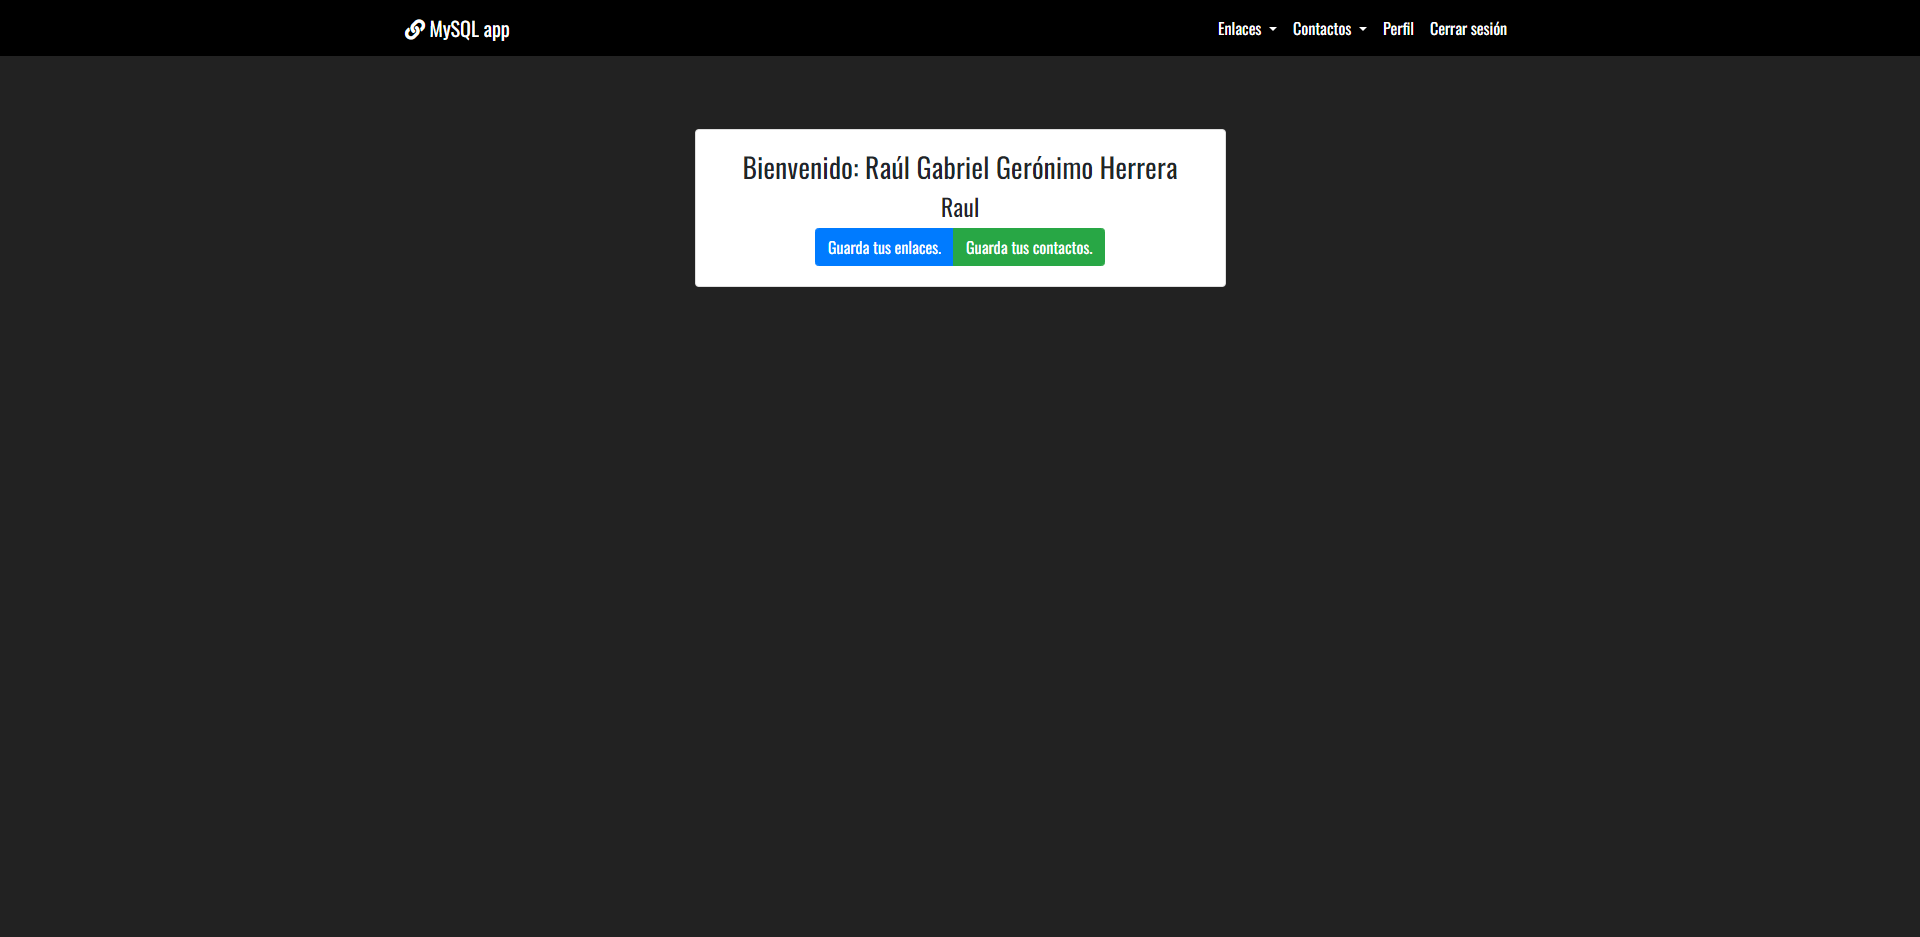 MySQL app Enlaces Contactos Perfil Cerrar sesión
Bienvenido: Raúl Gabriel Gerónimo Herrera
Raul
Guarda tus enlaces. Guarda tus contactos.